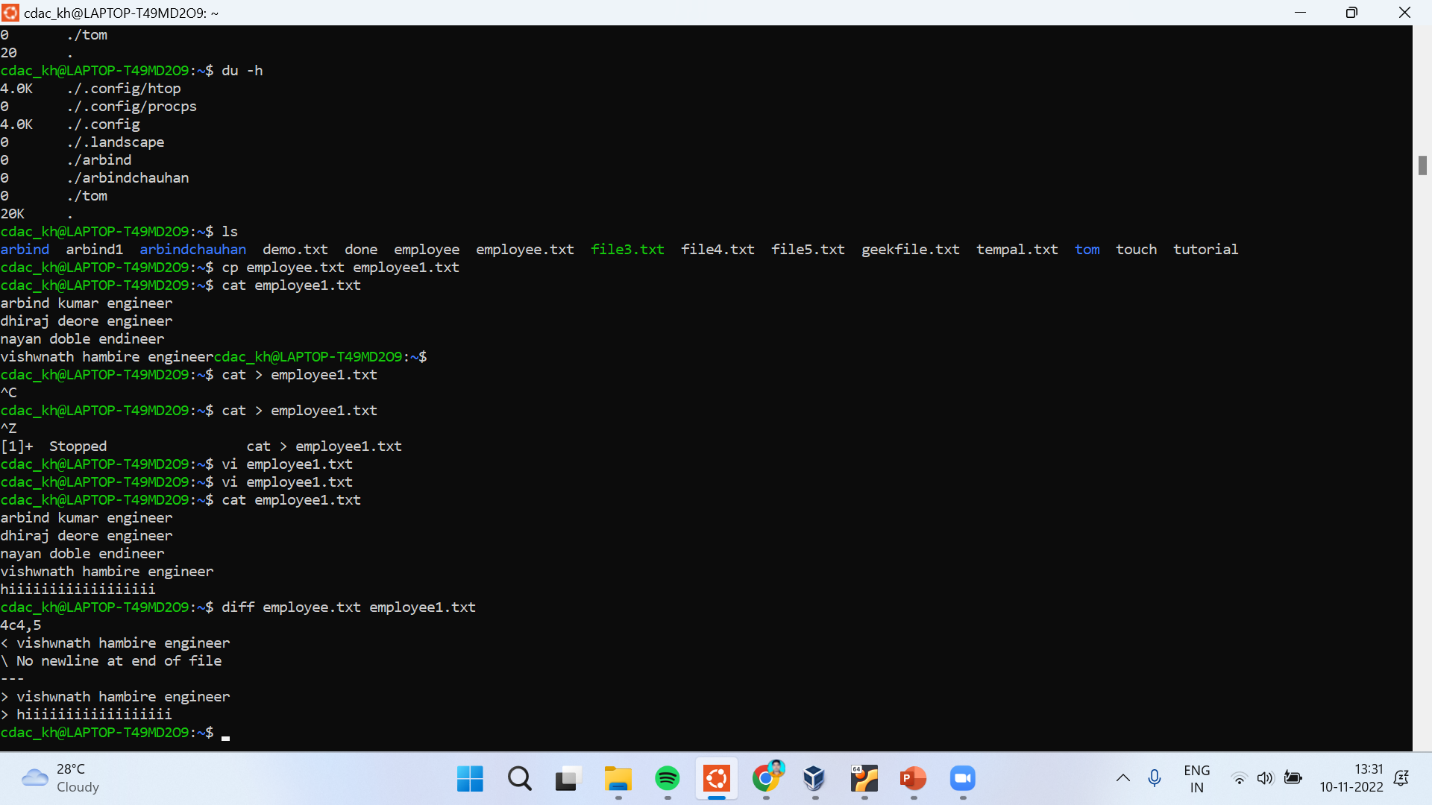 cdac_kh@LAPTOP-T49MD2O9: ~
0       ./tom
20      .
cdac_kh@LAPTOP-T49MD2O9:~$ du -h
4.0K    ./.config/htop
0       ./.config/procps
4.0K    ./.config
0       ./.landscape
0       ./arbind
0       ./arbindchauhan
0       ./tom
20K     .
cdac_kh@LAPTOP-T49MD2O9:~$ ls
arbind  arbind1  arbindchauhan  demo.txt  done  employee  employee.txt  file3.txt  file4.txt  file5.txt  geekfile.txt  tempal.txt  tom  touch  tutorial
cdac_kh@LAPTOP-T49MD2O9:~$ cp employee.txt employee1.txt
cdac_kh@LAPTOP-T49MD2O9:~$ cat employee1.txt
arbind kumar engineer
dhiraj deore engineer
nayan doble endineer
vishwnath hambire engineercdac_kh@LAPTOP-T49MD2O9:~$
cdac_kh@LAPTOP-T49MD2O9:~$ cat > employee1.txt
^C
cdac_kh@LAPTOP-T49MD2O9:~$ cat > employee1.txt
^Z
[1]+  Stopped                 cat > employee1.txt
cdac_kh@LAPTOP-T49MD2O9:~$ vi employee1.txt
cdac_kh@LAPTOP-T49MD2O9:~$ vi employee1.txt
cdac_kh@LAPTOP-T49MD2O9:~$ cat employee1.txt
arbind kumar engineer
dhiraj deore engineer
nayan doble endineer
vishwnath hambire engineer
hiiiiiiiiiiiiiiiiii
cdac_kh@LAPTOP-T49MD2O9:~$ diff employee.txt employee1.txt
4c4,5
< vishwnath hambire engineer
\ No newline at end of file
---
> vishwnath hambire engineer
> hiiiiiiiiiiiiiiiiii
cdac_kh@LAPTOP-T49MD2O9:~$
28°C
Cloudy
64
P
ENG
IN
13:31
10-11-2022